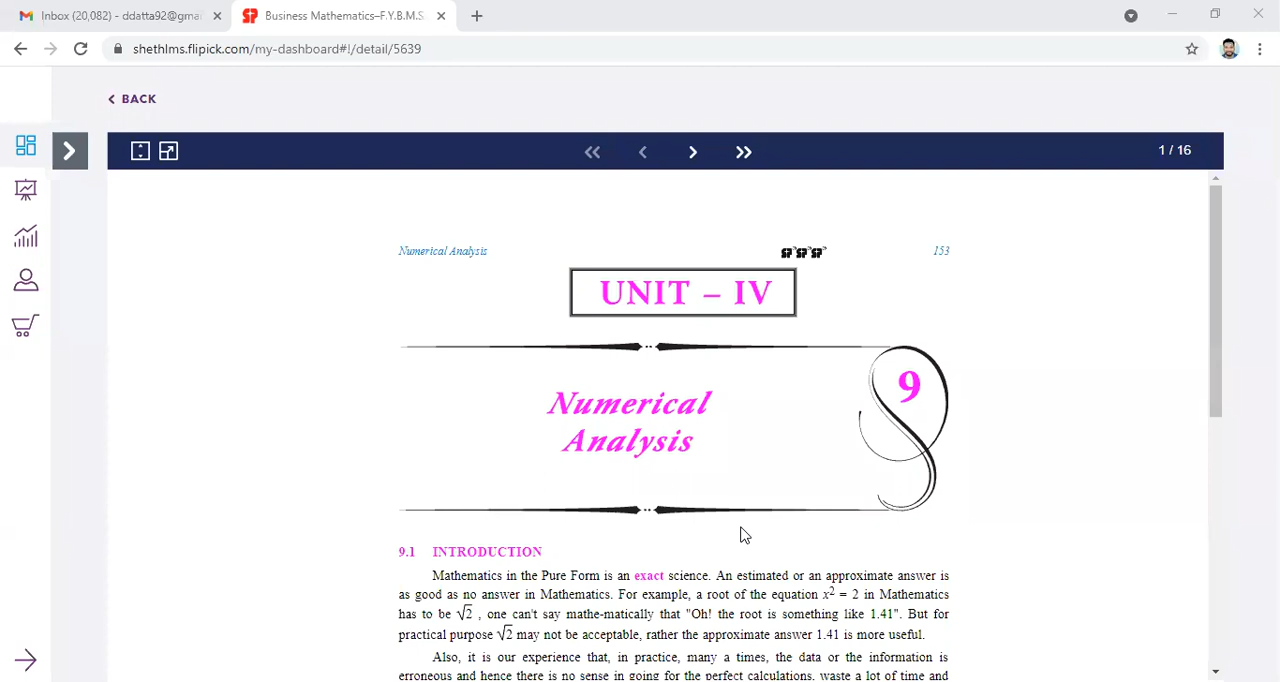 Inbox (20,082) - ddatta92@gmai
Business Mathematics–F.Y.B.M.S.
shethlms.flipick.com/my-dashboard#!/detail/5639
BACK
1 / 16
Numerical Analysis
153
UNIT – IV
9
Numerical
Analysis
9.1 INTRODUCTION
Mathematics in the Pure Form is an exact science. An estimated or an approximate answer is
as good as no answer in Mathematics. For example, a root of the equation x² = 2 in Mathematics
has to be √2 , one can't say mathe-matically that "Oh! the root is something like 1.41". But for
practical purpose √2 may not be acceptable, rather the approximate answer 1.41 is more useful.
Also, it is our experience that, in practice, many a times, the data or the information is
erroneous and hence there is no sense in going for the perfect calculations, waste a lot of time and